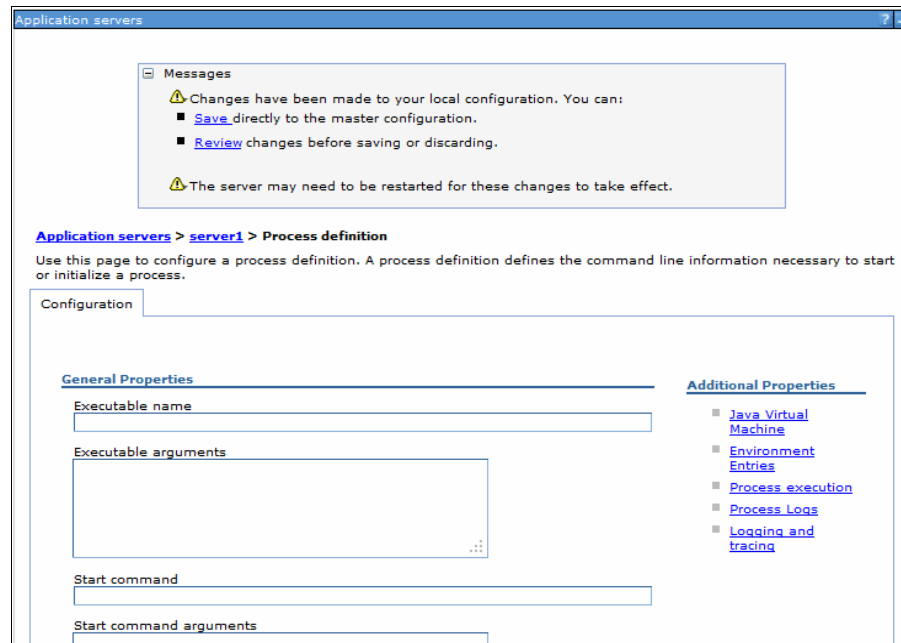 Application servers
?
Messages
Changes have been made to your local configuration. You can:
Save directly to the master configuration.
Review changes before saving or discarding.
The server may need to be restarted for these changes to take effect.
Application servers > server1 > Process definition
Use this page to configure a process definition. A process definition defines the command line information necessary to start
or initialize a process.
Configuration
General Properties
Executable name
Executable arguments
Start command
Start command arguments
Additional Properties
Java Virtual
Machine
Environment
Entries
Process execution
Process Logs
Logging and
tracing